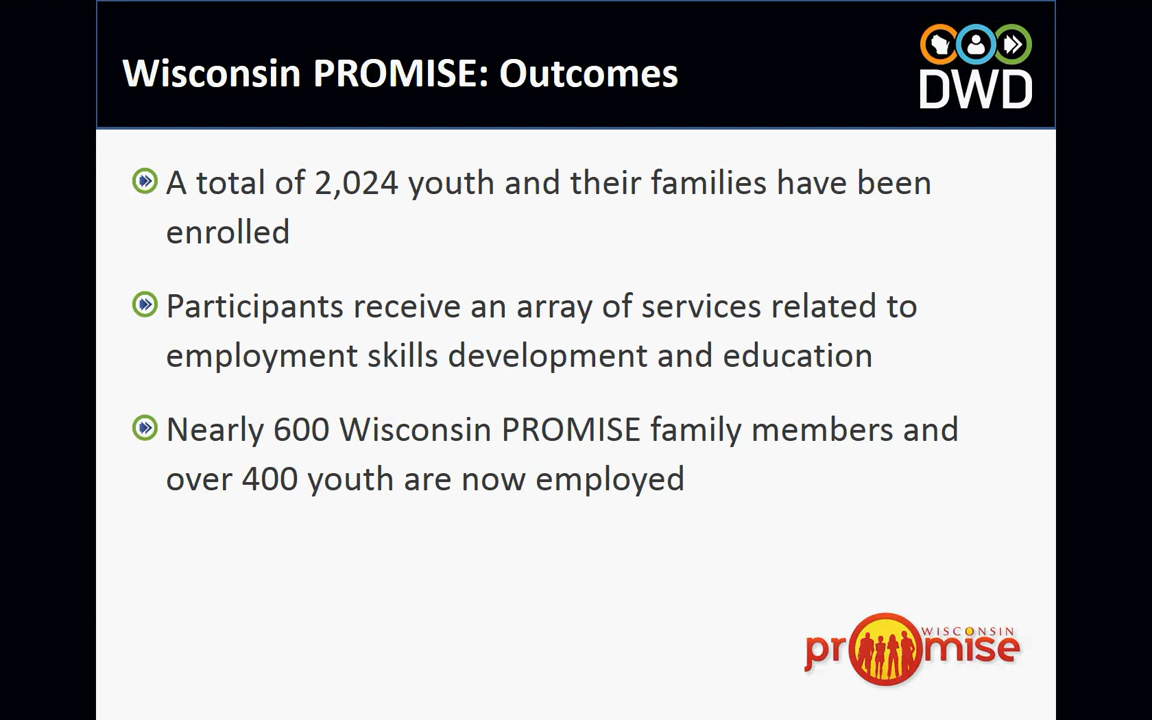 Wisconsin PROMISE: Outcomes
DWD
A total of 2,024 youth and their families have been
enrolled
Participants receive an array of services related to
employment skills development and education
Nearly 600 Wisconsin PROMISE family members and
over 400 youth are now employed
WISCONSIN
promise